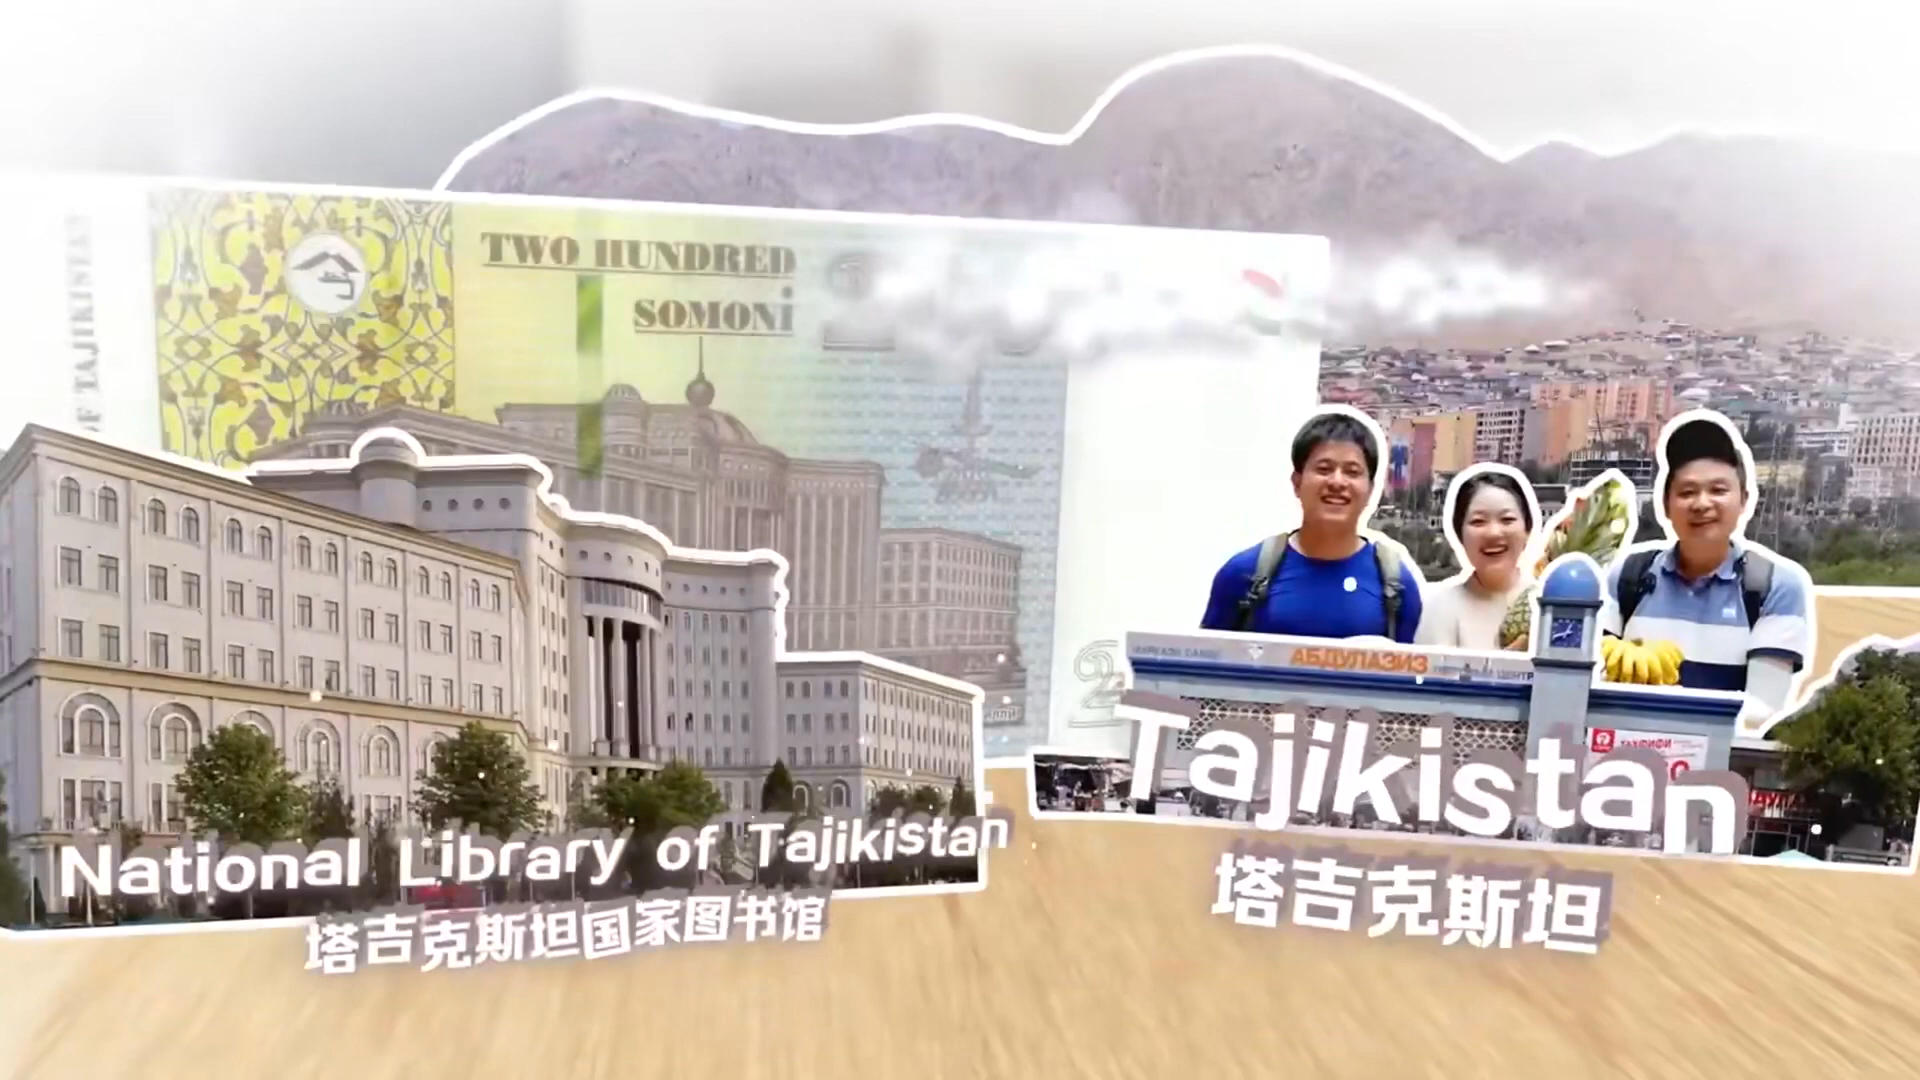 OF TAJIKISTAN
TWO HUNDRED
SOMONI
2
National Library of Tajikistan
塔吉克斯坦国家图书馆
АБДУЛАЗИЗ
Tajikistan
塔吉克斯坦